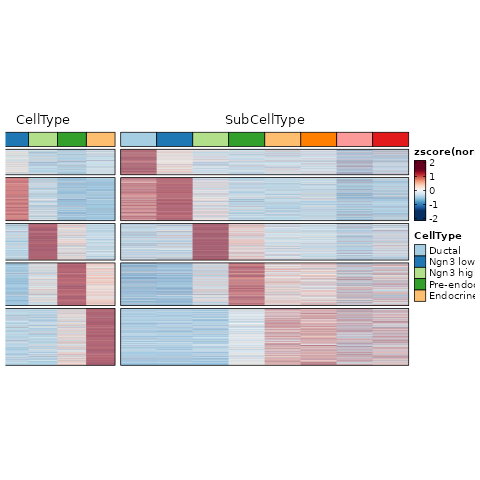 CellType
SubCellType
zscore(nor
2
1
0
-1
-2
CellType
Ductal
Ngn3 low
Ngn3 hig
Pre-endo
Endocrine